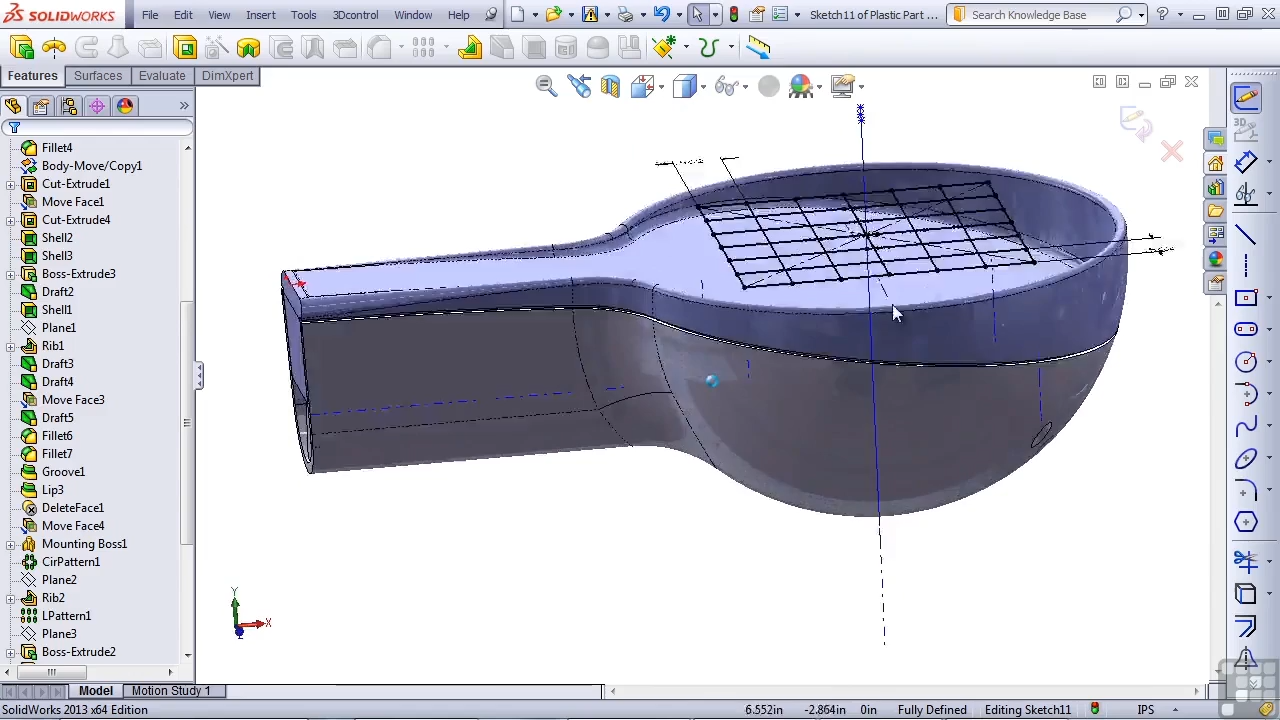 SOLIDWORKS File Edit View Insert Tools 3Dcontrol Window Help Sketch11 of Plastic Part ... Search Knowledge Base
Features Surfaces Evaluate DimXpert
Fillet4
Body-Move/Copy1
Cut-Extrude1
Move Face1
Cut-Extrude4
Shell2
Shell3
Boss-Extrude3
Draft2
Shell1
Plane1
Rib1
Draft3
Draft4
Move Face3
Draft5
Fillet6
Fillet7
Groove1
Lip3
DeleteFace1
Move Face4
Mounting Boss1
CirPattern1
Plane2
Rib2
LPattern1
Plane3
Boss-Extrude2
Y
X
Z
3D
Model Motion Study 1
SolidWorks 2013 x64 Edition 6.552in -2.864in 0in Fully Defined Editing Sketch11 IPS